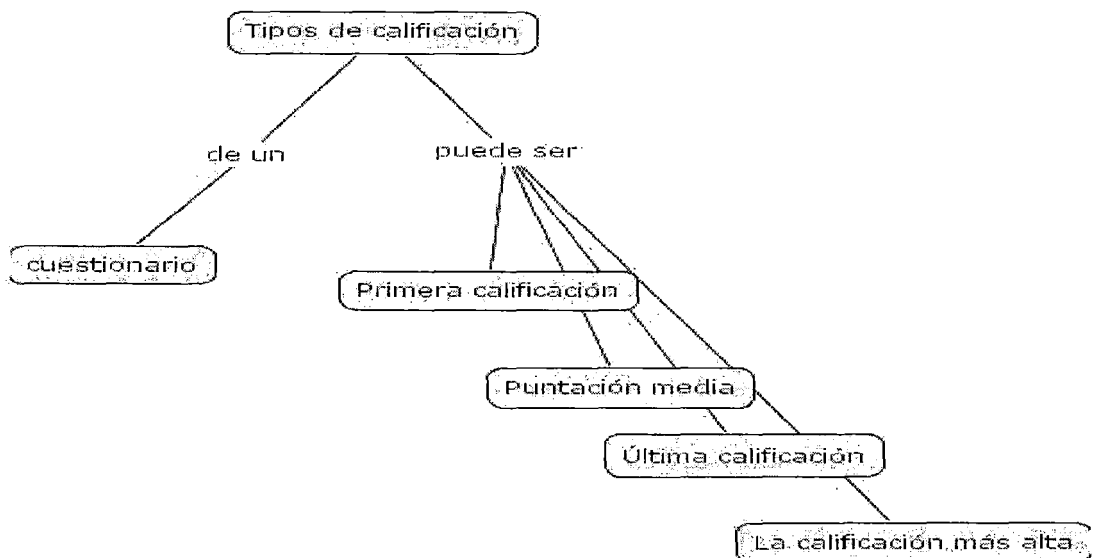 Tipos de calificación
de un
puede ser
cuestionario
Primera calificación
Puntación media
Última calificación
La calificación más alta